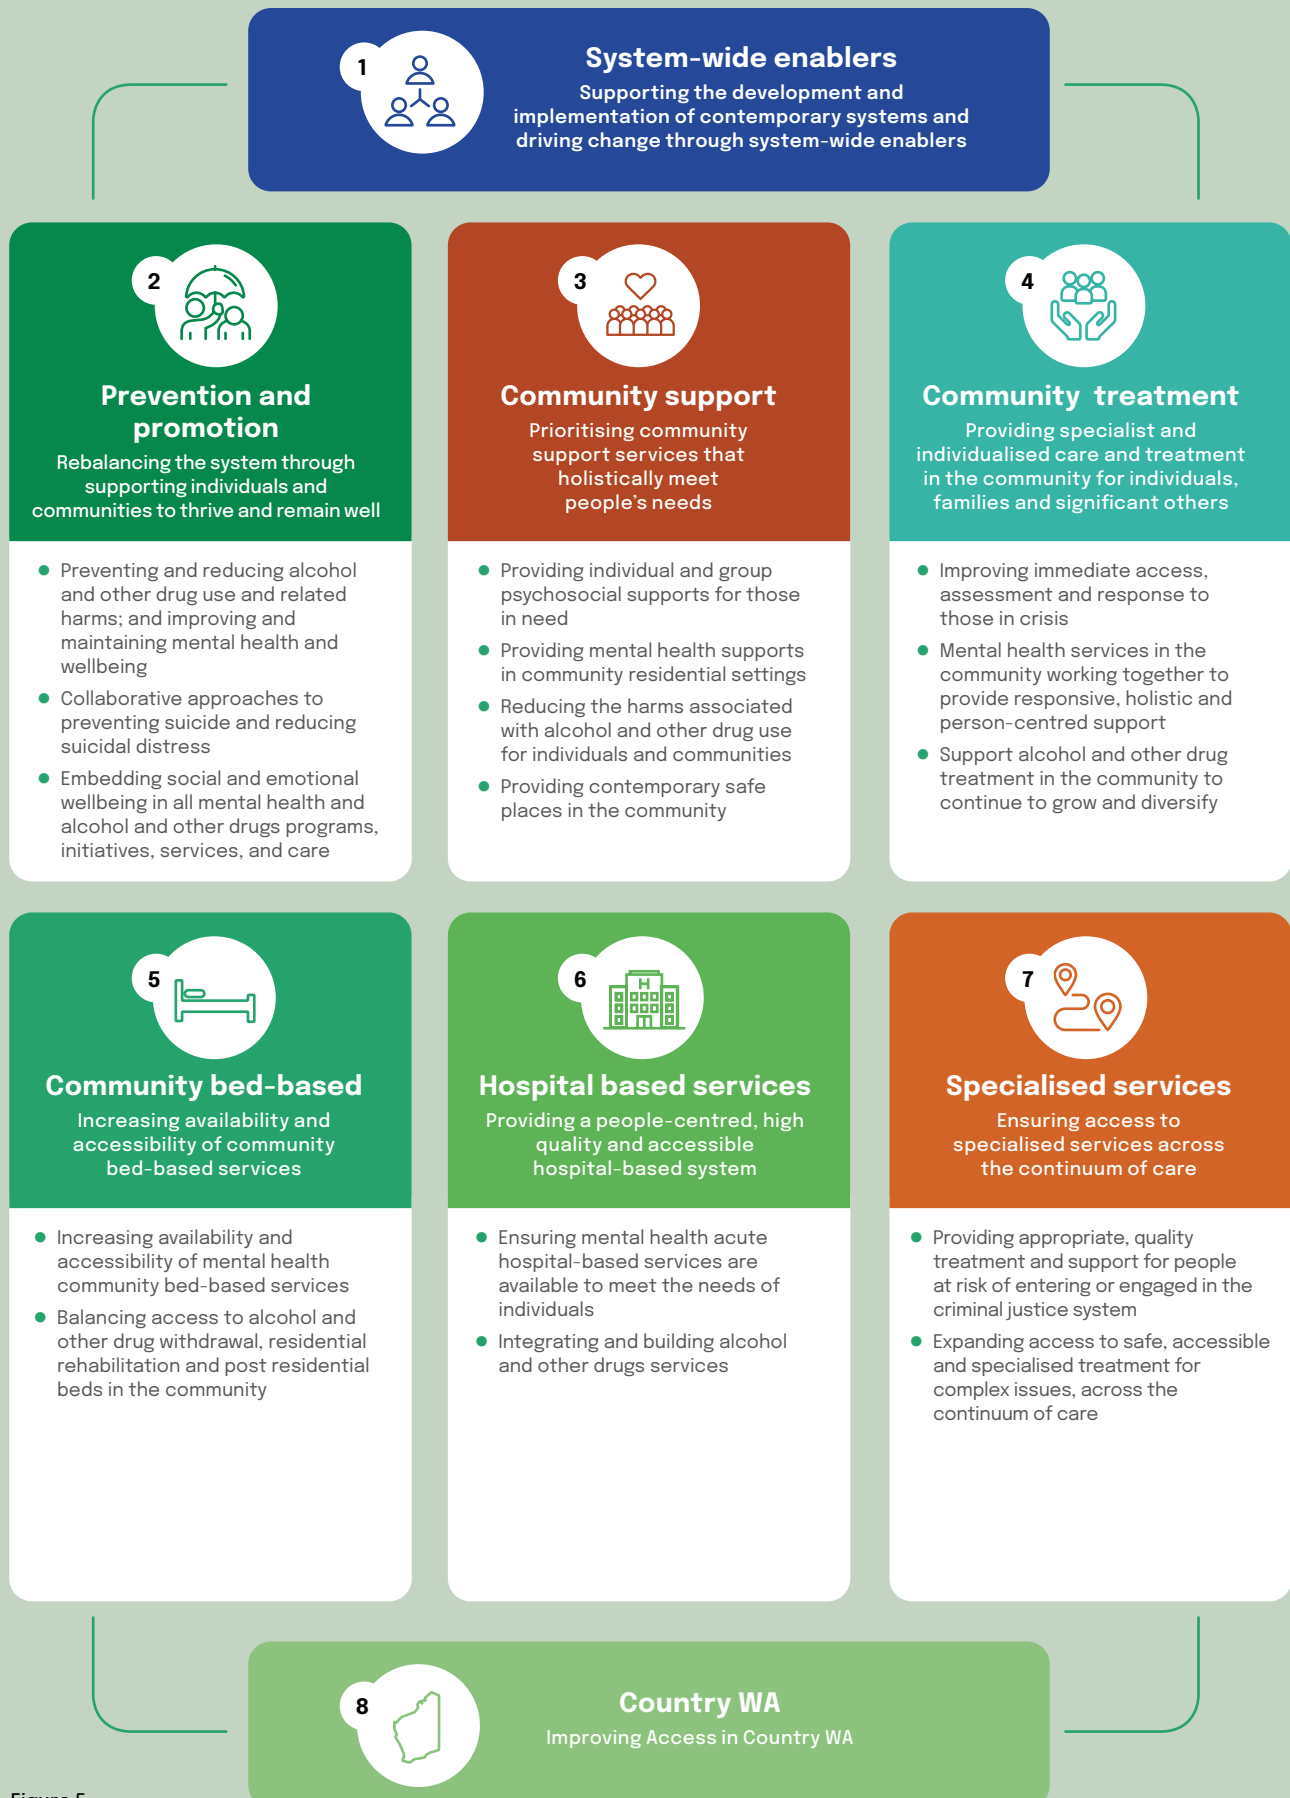 1
System-wide enablers
Supporting the development and
implementation of contemporary systems and
driving change through system-wide enablers
2
Prevention and
promotion
Rebalancing the system through
supporting individuals and
communities to thrive and remain well
● Preventing and reducing alcohol
and other drug use and related
harms; and improving and
maintaining mental health and
wellbeing
● Collaborative approaches to
preventing suicide and reducing
suicidal distress
● Embedding social and emotional
wellbeing in all mental health and
alcohol and other drugs programs,
initiatives, services, and care
3
Community support
Prioritising community
support services that
holistically meet
people's needs
● Providing individual and group
psychosocial supports for those
in need
● Providing mental health supports
in community residential settings
● Reducing the harms associated
with alcohol and other drug use
for individuals and communities
● Providing contemporary safe
places in the community
4
Community treatment
Providing specialist and
individualised care and treatment
in the community for individuals,
families and significant others
● Improving immediate access,
assessment and response to
those in crisis
● Mental health services in the
community working together to
provide responsive, holistic and
person-centred support
● Support alcohol and other drug
treatment in the community to
continue to grow and diversify
5
Community bed-based
Increasing availability and
accessibility of community
bed-based services
● Increasing availability and
accessibility of mental health
community bed-based services
● Balancing access to alcohol and
other drug withdrawal, residential
rehabilitation and post residential
beds in the community
6
H
Hospital based services
Providing a people-centred, high
quality and accessible
hospital-based system
● Ensuring mental health acute
hospital-based services are
available to meet the needs of
individuals
● Integrating and building alcohol
and other drugs services
7
Specialised services
Ensuring access to
specialised services across
the continuum of care
● Providing appropriate, quality
treatment and support for people
at risk of entering or engaged in the
criminal justice system
● Expanding access to safe, accessible
and specialised treatment for
complex issues, across the
continuum of care
8
Country WA
Improving Access in Country WA
Figure 5